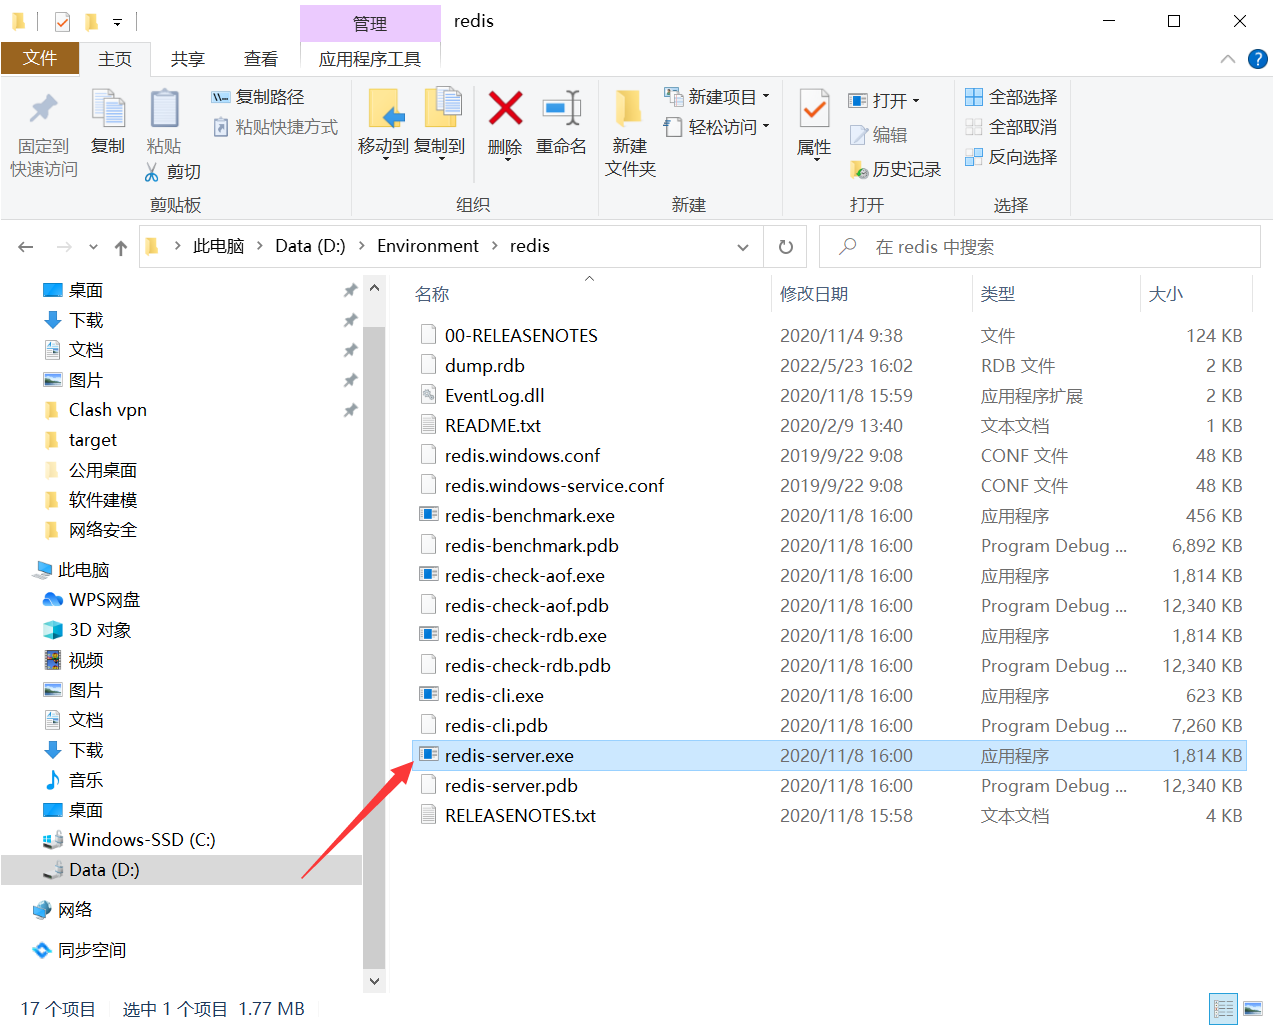 管理
redis
文件
主页
共享
查看
应用程序工具
固定到
快速访问
复制
粘贴
复制路径
粘贴快捷方式
剪切
剪贴板
移动到
复制到
删除
重命名
组织
新建
文件夹
新建项目
轻松访问
新建
属性
打开
编辑
历史记录
打开
全部选择
全部取消
反向选择
选择
此电脑 Data (D:) Environment redis
在 redis 中搜索
桌面
下载
文档
图片
Clash vpn
target
公用桌面
软件建模
网络安全
此电脑
WPS网盘
3D 对象
视频
图片
文档
下载
音乐
桌面
Windows-SSD (C:)
Data (D:)
网络
同步空间
名称 修改日期 类型 大小
00-RELEASENOTES 2020/11/4 9:38 文件 124 KB
dump.rdb 2022/5/23 16:02 RDB 文件 2 KB
EventLog.dll 2020/11/8 15:59 应用程序扩展 2 KB
README.txt 2020/2/9 13:40 文本文档 1 KB
redis.windows.conf 2019/9/22 9:08 CONF 文件 48 KB
redis.windows-service.conf 2019/9/22 9:08 CONF 文件 48 KB
redis-benchmark.exe 2020/11/8 16:00 应用程序 456 KB
redis-benchmark.pdb 2020/11/8 16:00 Program Debug ... 6,892 KB
redis-check-aof.exe 2020/11/8 16:00 应用程序 1,814 KB
redis-check-aof.pdb 2020/11/8 16:00 Program Debug ... 12,340 KB
redis-check-rdb.exe 2020/11/8 16:00 应用程序 1,814 KB
redis-check-rdb.pdb 2020/11/8 16:00 Program Debug ... 12,340 KB
redis-cli.exe 2020/11/8 16:00 应用程序 623 KB
redis-cli.pdb 2020/11/8 16:00 Program Debug ... 7,260 KB
redis-server.exe 2020/11/8 16:00 应用程序 1,814 KB
redis-server.pdb 2020/11/8 16:00 Program Debug ... 12,340 KB
RELEASENOTES.txt 2020/11/8 15:58 文本文档 4 KB
17 个项目 选中 1 个项目 1.77 MB